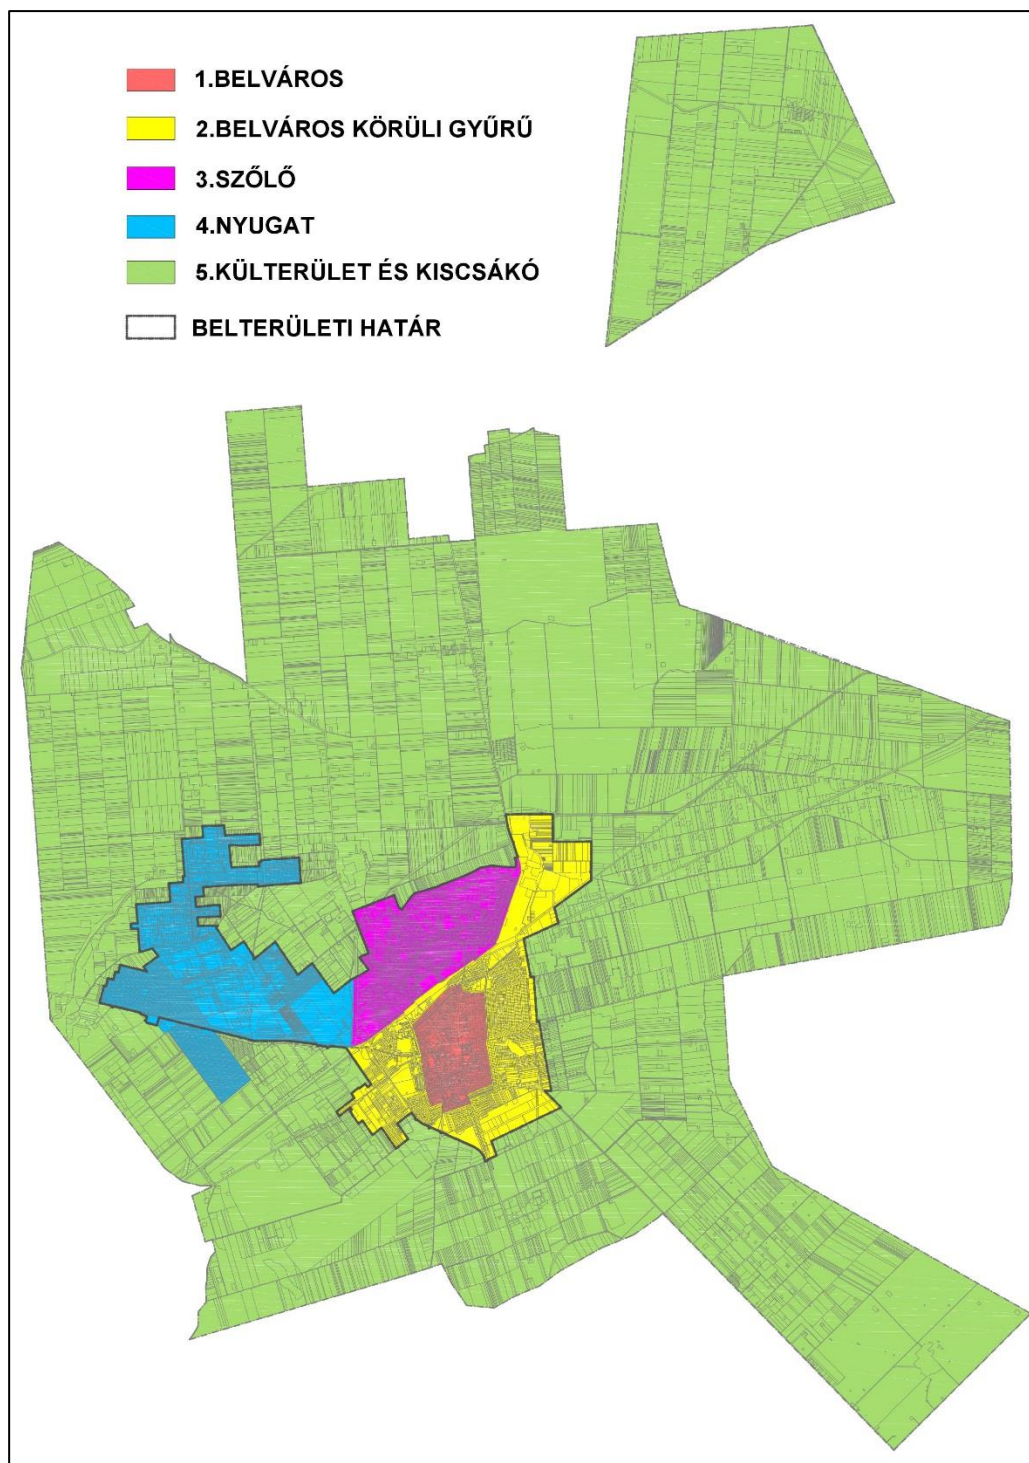 1.BELVÁROS
2.BELVÁROS KÖRÜLI GYŰRŰ
3.SZŐLŐ
4.NYUGAT
5.KÜLTERÜLET ÉS KISCSÁKÓ
BELTERÜLETI HATÁR